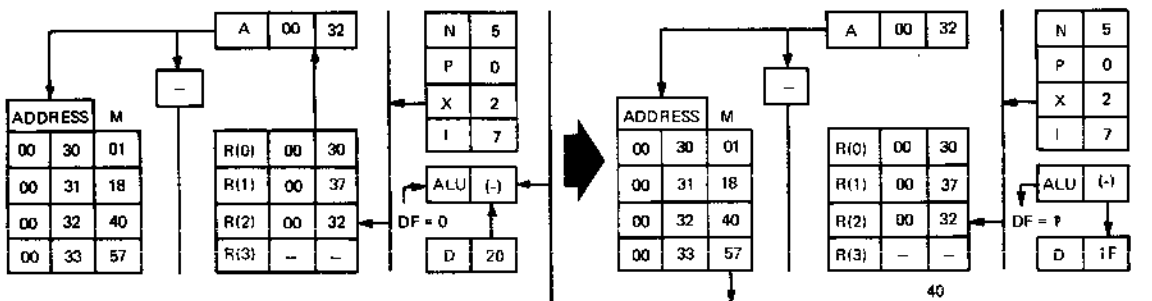 A 00 32
N 5
P 0
X 2
I 7
–
ADDRESS M
00 30 01
00 31 18
00 32 40
00 33 57
R(0) 00 30
R(1) 00 37
R(2) 00 32
R(3) – –
ALU (-)
DF = 0
D 20
A 00 32
N 5
P 0
X 2
I 7
–
ADDRESS M
00 30 01
00 31 18
00 32 40
00 33 57
R(0) 00 30
R(1) 00 37
R(2) 00 32
R(3) – –
ALU (-)
DF =
D 1F
40